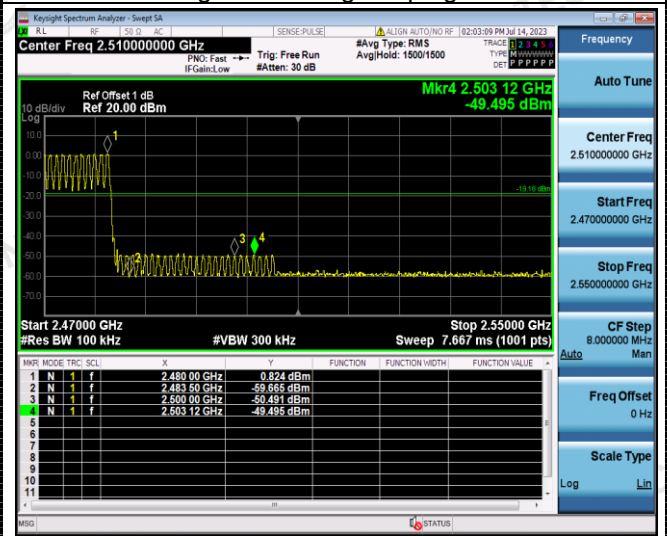 Keysight Spectrum Analyzer - Swept SA
RL RF 50 Ω AC SENSE:PULSE ALIGN AUTO/NO RF 02:03:09 PM Jul 14, 2023
Center Freq 2.510000000 GHz #Avg Type: RMS TRACE 1 2 3 4 5 6
PNO: Fast Trig: Free Run Avg|Hold: 1500/1500 TYPE M WWWWW
IFGain:Low #Atten: 30 dB DET P P P P P P
Mkr4 2.503 12 GHz
-49.495 dBm
Ref Offset 1 dB
10 dB/div Ref 20.00 dBm
Log
10.0
0.00
-10.0
-20.0
-30.0
-40.0
-50.0
-60.0
-70.0
1
2
3
4
-19.18 dBm
Start 2.47000 GHz Stop 2.55000 GHz
#Res BW 100 kHz #VBW 300 kHz Sweep 7.667 ms (1001 pts)
MKR MODE TRC SCL X Y FUNCTION FUNCTION WIDTH FUNCTION VALUE
1 N 1 f 2.480 00 GHz 0.824 dBm
2 N 1 f 2.483 50 GHz -59.665 dBm
3 N 1 f 2.500 00 GHz -50.491 dBm
4 N 1 f 2.503 12 GHz -49.495 dBm
5
6
7
8
9
10
11
MSG STATUS
Frequency
Auto Tune
Center Freq
2.510000000 GHz
Start Freq
2.470000000 GHz
Stop Freq
2.550000000 GHz
CF Step
8.000000 MHz
Auto Man
Freq Offset
0 Hz
Scale Type
Log Lin